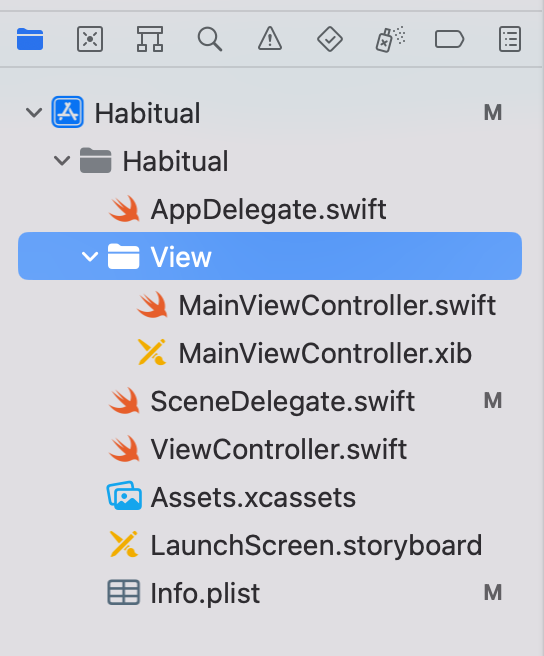 Habitual M
Habitual
AppDelegate.swift
View
MainViewController.swift
MainViewController.xib
SceneDelegate.swift M
ViewController.swift
Assets.xcassets
LaunchScreen.storyboard
Info.plist M